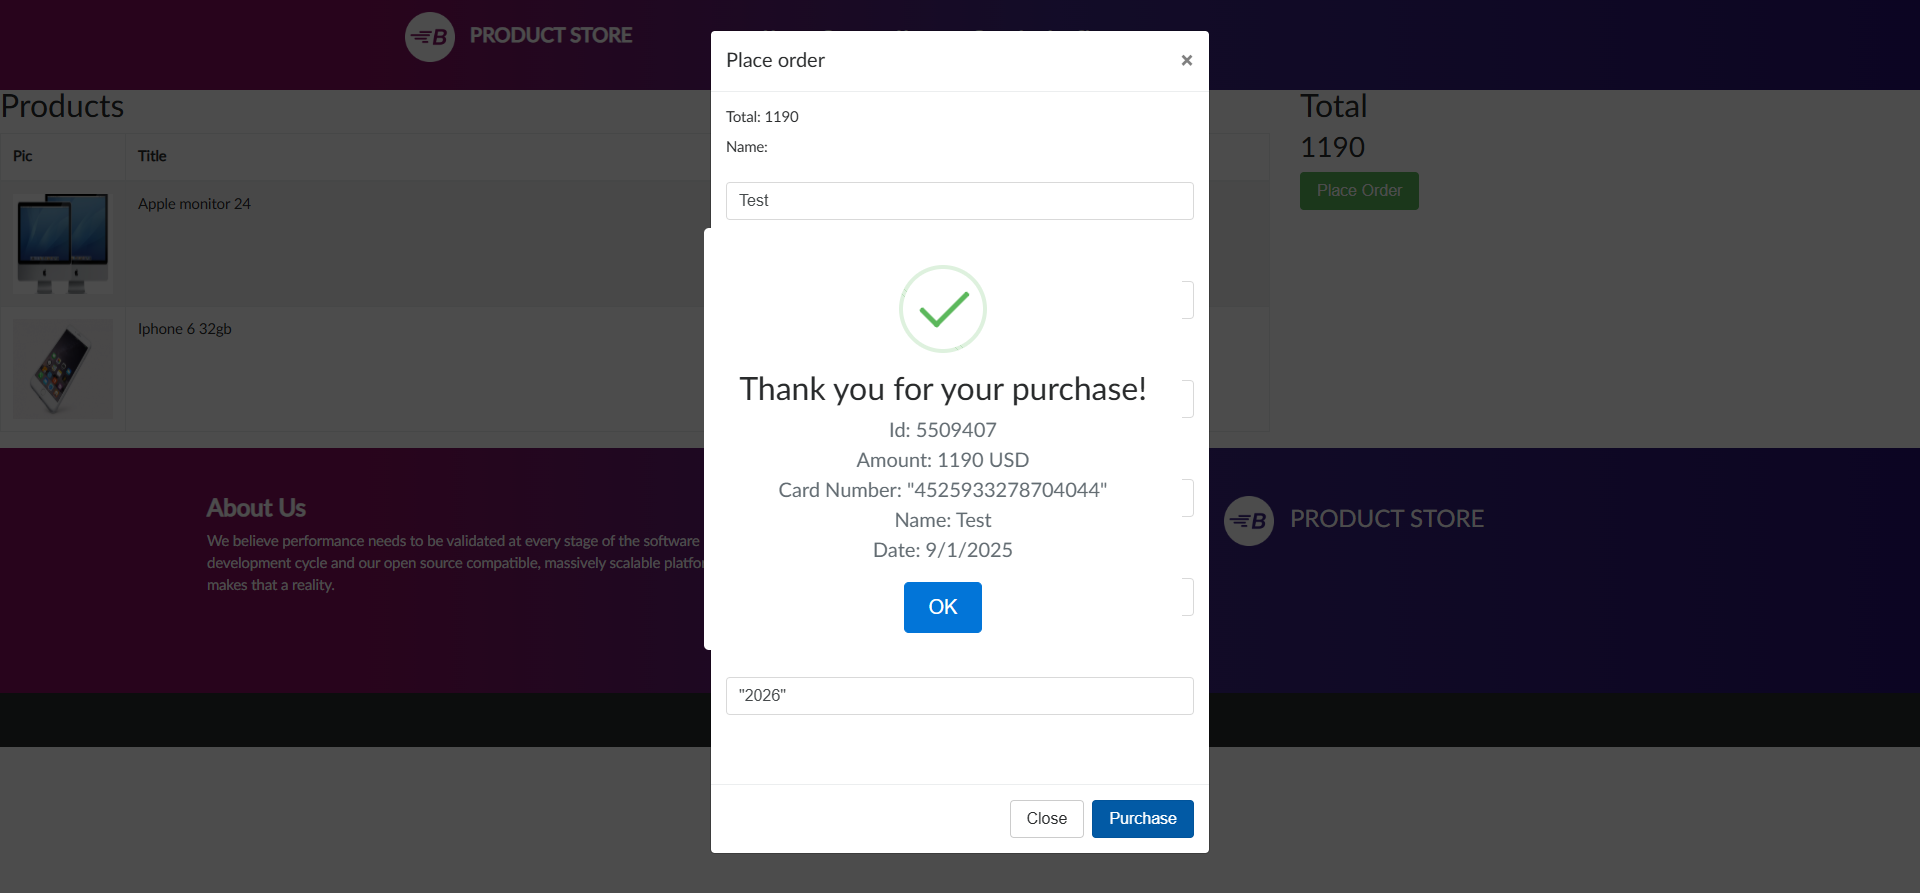 B PRODUCT STORE
Place order ×
Total: 1190
Name:
Test
Products
Pic Title
Apple monitor 24
Iphone 6 32gb
Total
1190
Place Order
Thank you for your purchase!
Id: 5509407
Amount: 1190 USD
Card Number: "4525933278704044"
Name: Test
Date: 9/1/2025
OK
"2026"
Close Purchase
About Us
We believe performance needs to be validated at every stage of the software
development cycle and our open source compatible, massively scalable platfor
makes that a reality.
B PRODUCT STORE